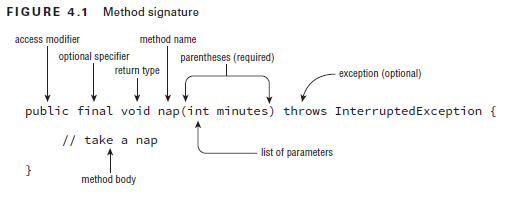 FIGURE 4.1 Method signature
access modifier method name
optional specifier parentheses (required)
return type exception (optional)
public final void nap(int minutes) throws InterruptedException {
// take a nap
list of parameters
}
method body